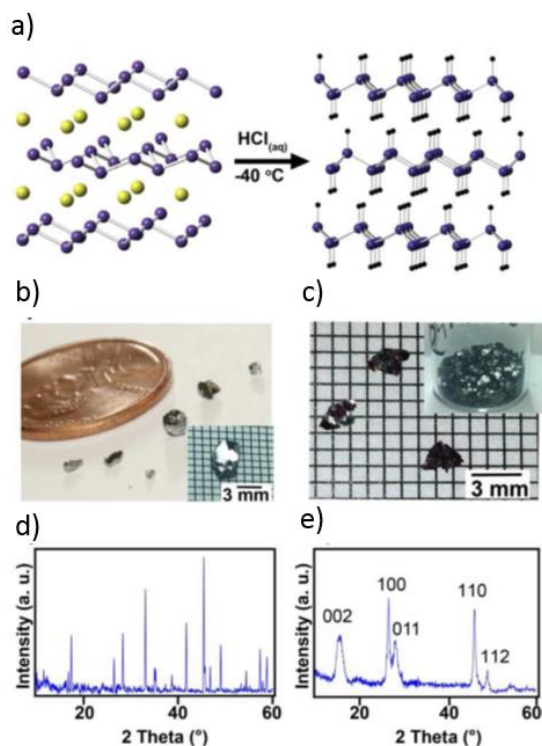 a)
HCl(aq)
-40 °C
b)
c)
3 mm
3 mm
d)
e)
Intensity (a. u.)
20
40
60
2 Theta (°)
Intensity (a. u.)
002
100
011
110
112
20
40
60
2 Theta (°)